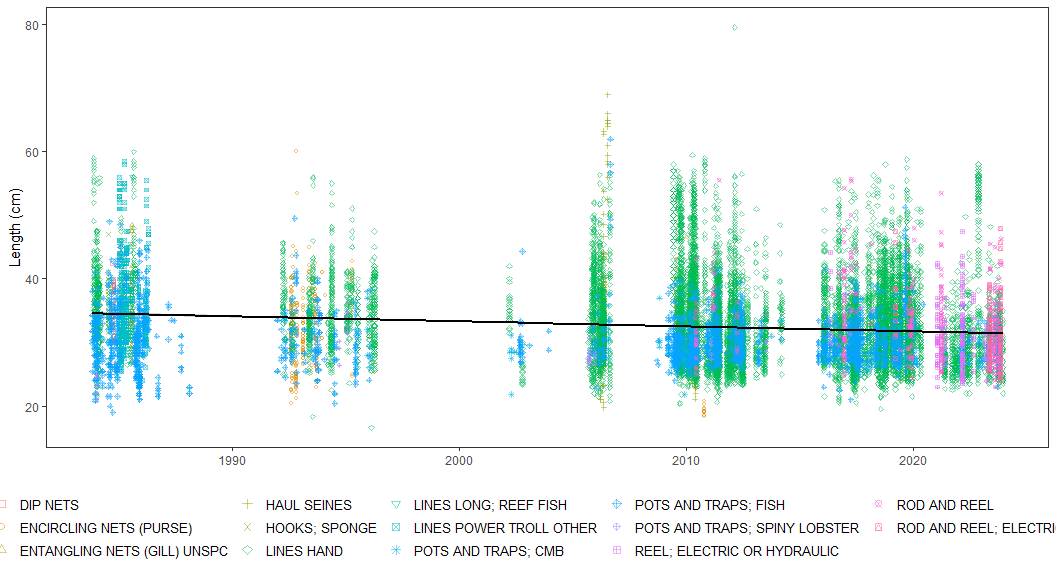 80
60
40
20
Length (cm)
1990 2000 2010 2020
DIP NETS HAUL SEINES LINES LONG; REEF FISH POTS AND TRAPS; FISH ROD AND REEL
ENCIRCLING NETS (PURSE) HOOKS; SPONGE LINES POWER TROLL OTHER POTS AND TRAPS; SPINY LOBSTER ROD AND REEL; ELECTRI
ENTANGLING NETS (GILL) UNSPC LINES HAND POTS AND TRAPS; CMB REEL; ELECTRIC OR HYDRAULIC